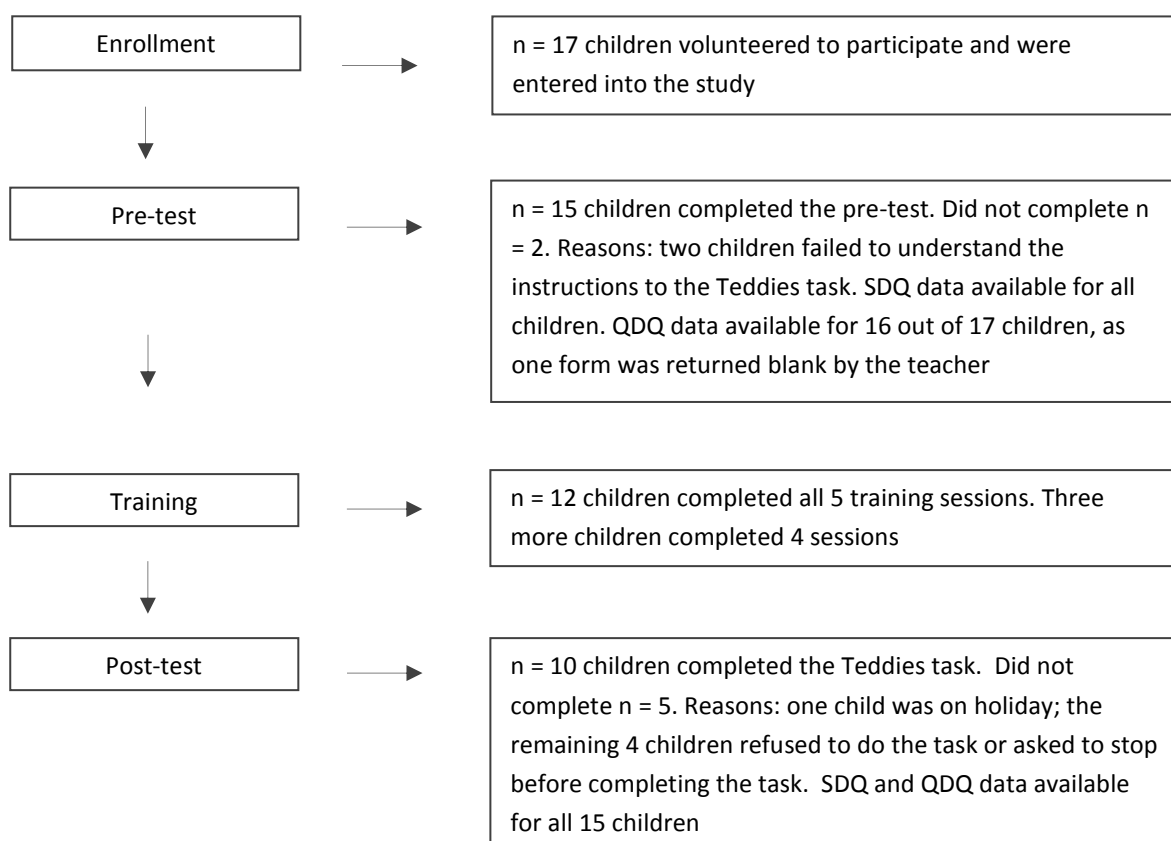 Enrollment
n = 17 children volunteered to participate and were
entered into the study
Pre-test
n = 15 children completed the pre-test. Did not complete n
= 2. Reasons: two children failed to understand the
instructions to the Teddies task. SDQ data available for all
children. QDQ data available for 16 out of 17 children, as
one form was returned blank by the teacher
Training
n = 12 children completed all 5 training sessions. Three
more children completed 4 sessions
Post-test
n = 10 children completed the Teddies task.  Did not
complete n = 5. Reasons: one child was on holiday; the
remaining 4 children refused to do the task or asked to stop
before completing the task.  SDQ and QDQ data available
for all 15 children